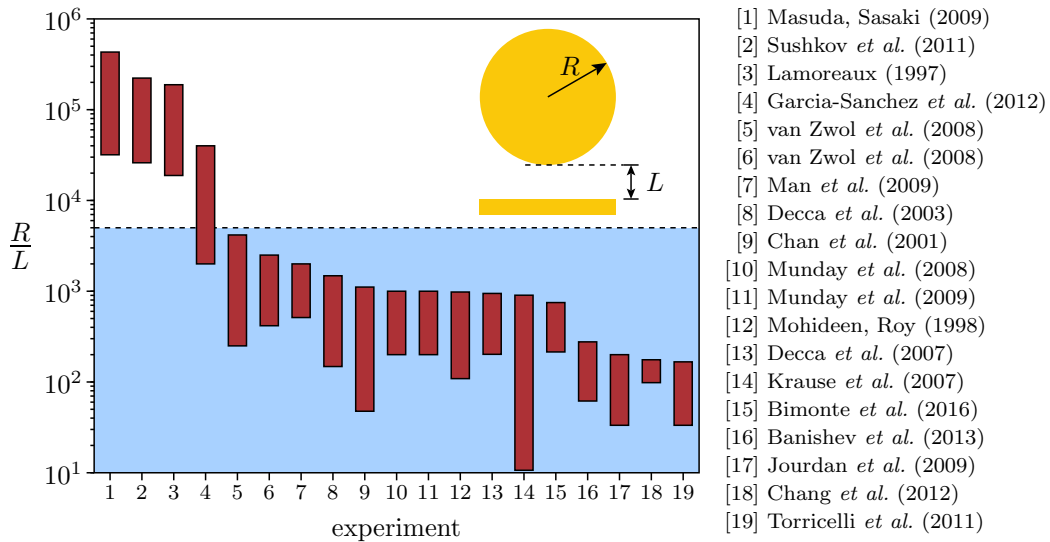 10^6
10^5
10^4
10^3
10^2
10^1
R/L
R
L
1 2 3 4 5 6 7 8 9 10 11 12 13 14 15 16 17 18 19
experiment
[1] Masuda, Sasaki (2009)
[2] Sushkov et al. (2011)
[3] Lamoreaux (1997)
[4] Garcia-Sanchez et al. (2012)
[5] van Zwol et al. (2008)
[6] van Zwol et al. (2008)
[7] Man et al. (2009)
[8] Decca et al. (2003)
[9] Chan et al. (2001)
[10] Munday et al. (2008)
[11] Munday et al. (2009)
[12] Mohideen, Roy (1998)
[13] Decca et al. (2007)
[14] Krause et al. (2007)
[15] Bimonte et al. (2016)
[16] Banishev et al. (2013)
[17] Jourdan et al. (2009)
[18] Chang et al. (2012)
[19] Torricelli et al. (2011)